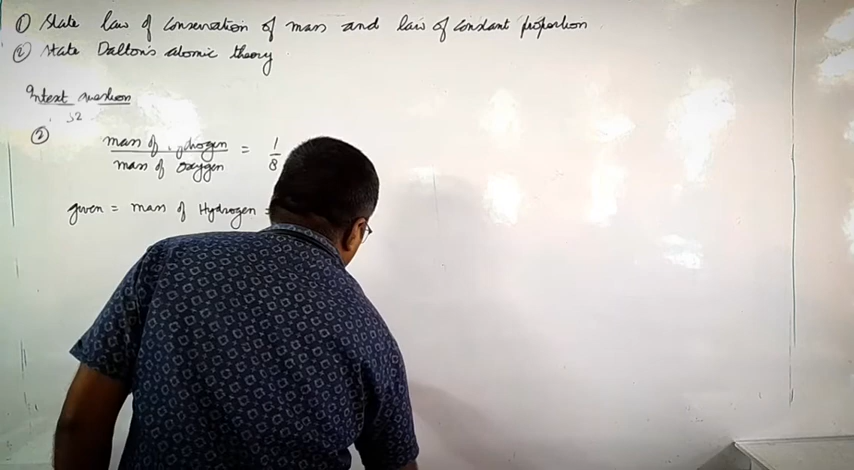 ① State law of conservation of mass and law of constant proportion
② State Dalton's atomic theory
Intext question
②
mass of hydrogen = 1
mass of oxygen 8
given = mass of Hydrogen =